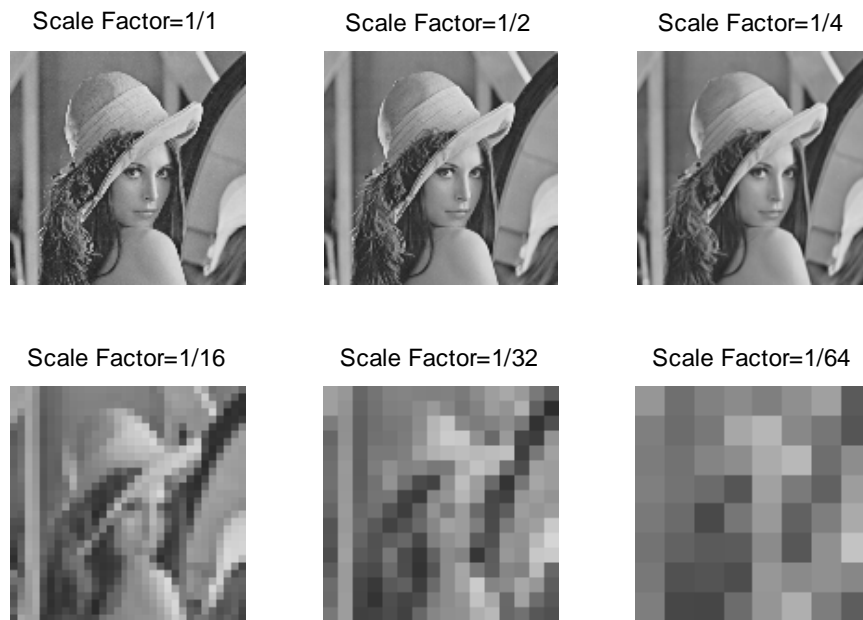 Scale Factor=1/1
Scale Factor=1/2
Scale Factor=1/4
Scale Factor=1/16
Scale Factor=1/32
Scale Factor=1/64